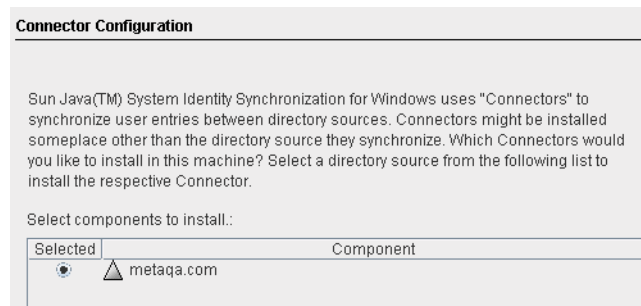 Connector Configuration
Sun Java(TM) System Identity Synchronization for Windows uses "Connectors" to
synchronize user entries between directory sources. Connectors might be installed
someplace other than the directory source they synchronize. Which Connectors would
you like to install in this machine? Select a directory source from the following list to
install the respective Connector.
Select components to install.:
Selected Component
metaqa.com